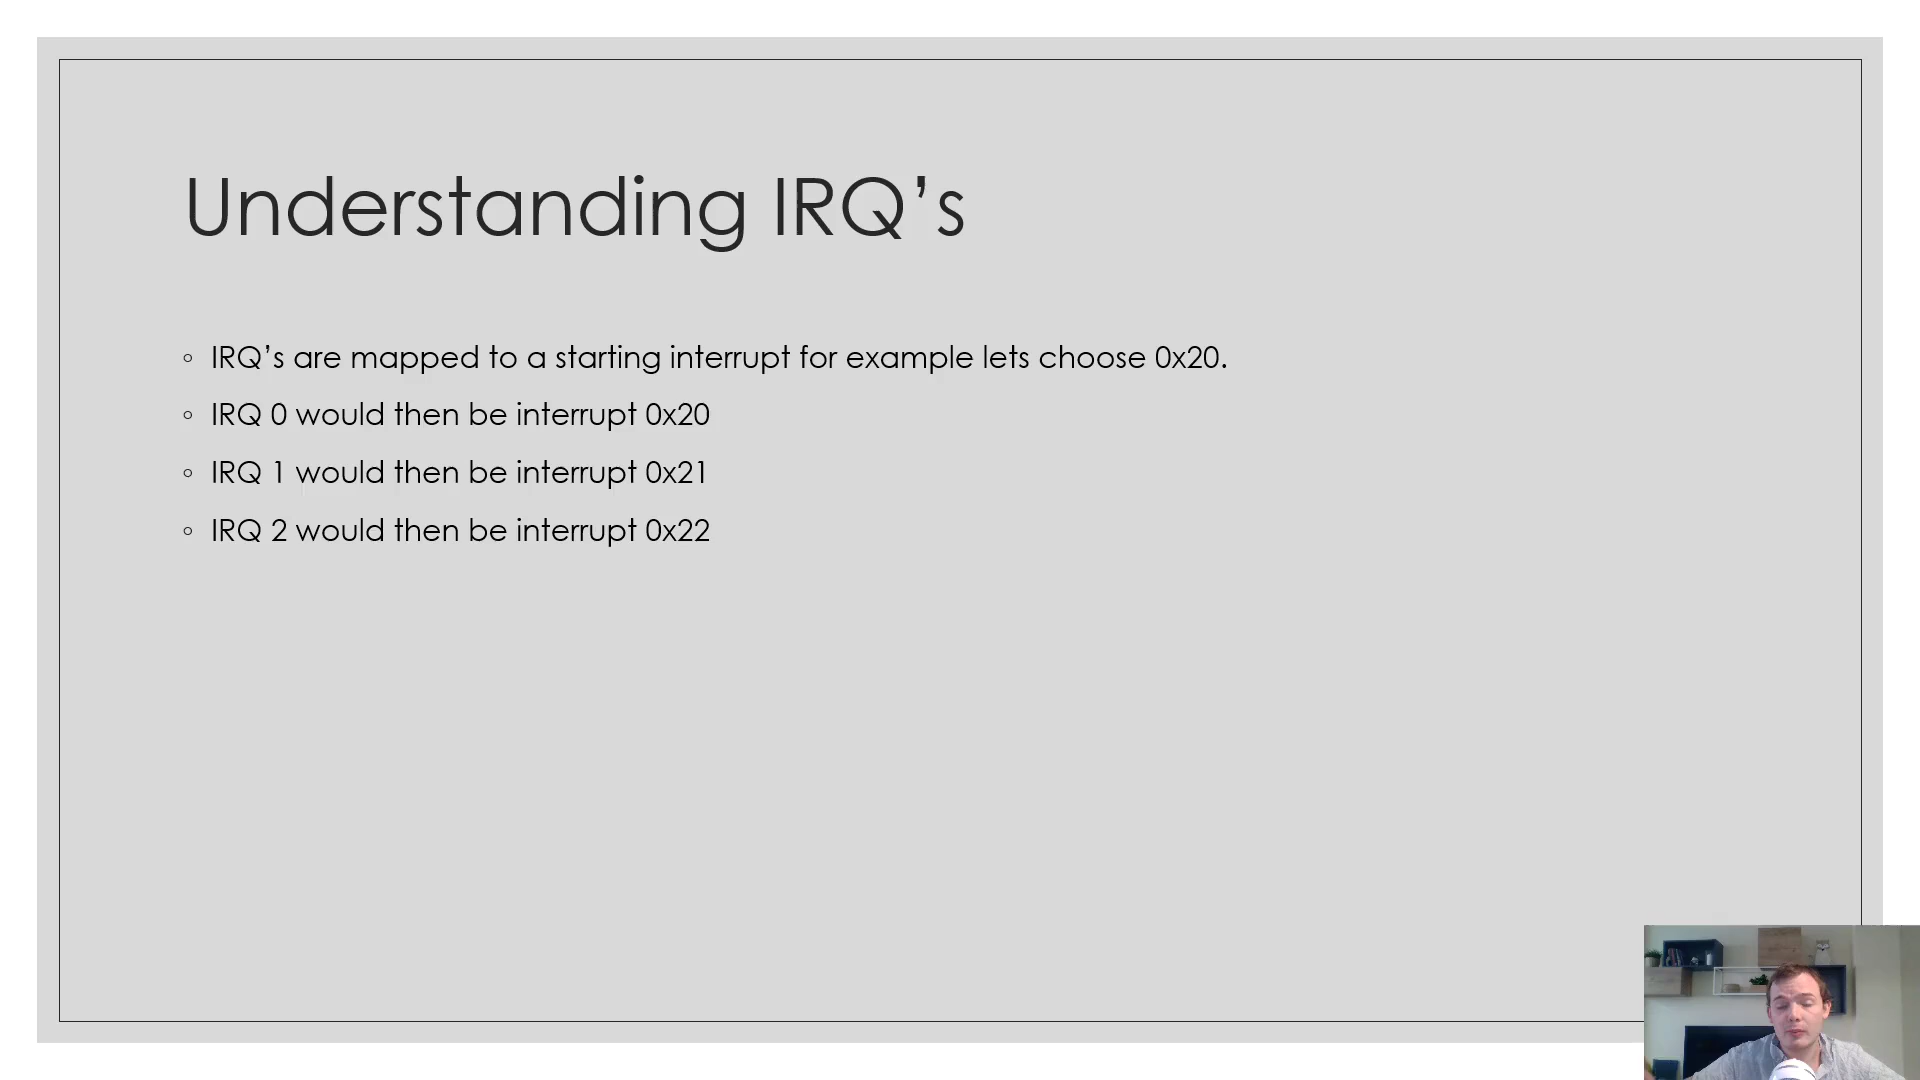 Understanding IRQ’s
◦ IRQ’s are mapped to a starting interrupt for example lets choose 0x20.
◦ IRQ 0 would then be interrupt 0x20
◦ IRQ 1 would then be interrupt 0x21
◦ IRQ 2 would then be interrupt 0x22